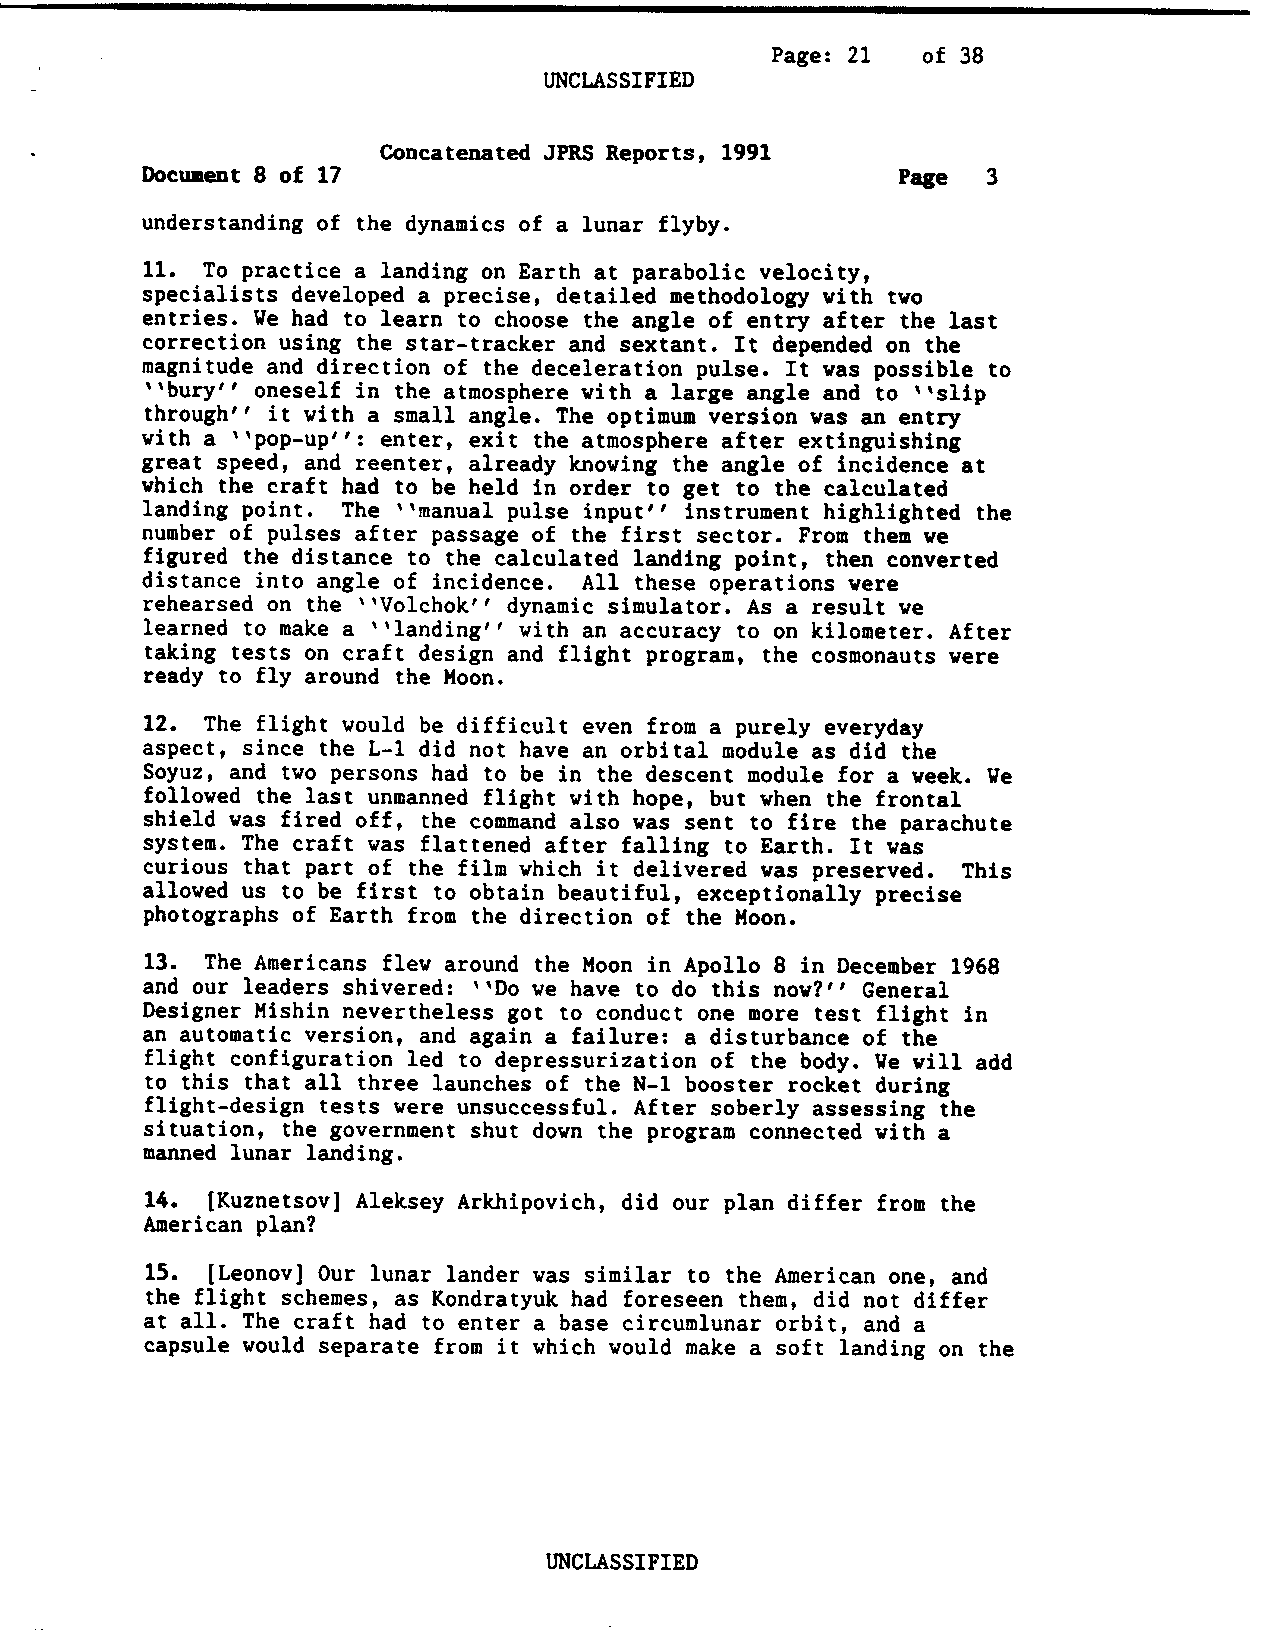 Page: 21 of 38
UNCLASSIFIED
Concatenated JPRS Reports, 1991
Document 8 of 17 Page 3
understanding of the dynamics of a lunar flyby.
11. To practice a landing on Earth at parabolic velocity,
specialists developed a precise, detailed methodology with two
entries. We had to learn to choose the angle of entry after the last
correction using the star-tracker and sextant. It depended on the
magnitude and direction of the deceleration pulse. It was possible to
``bury'' oneself in the atmosphere with a large angle and to ``slip
through'' it with a small angle. The optimum version was an entry
with a ``pop-up'': enter, exit the atmosphere after extinguishing
great speed, and reenter, already knowing the angle of incidence at
which the craft had to be held in order to get to the calculated
landing point. The ``manual pulse input'' instrument highlighted the
number of pulses after passage of the first sector. From them we
figured the distance to the calculated landing point, then converted
distance into angle of incidence. All these operations were
rehearsed on the ``Volchok'' dynamic simulator. As a result we
learned to make a ``landing'' with an accuracy to on kilometer. After
taking tests on craft design and flight program, the cosmonauts were
ready to fly around the Moon.
12. The flight would be difficult even from a purely everyday
aspect, since the L-1 did not have an orbital module as did the
Soyuz, and two persons had to be in the descent module for a week. We
followed the last unmanned flight with hope, but when the frontal
shield was fired off, the command also was sent to fire the parachute
system. The craft was flattened after falling to Earth. It was
curious that part of the film which it delivered was preserved. This
allowed us to be first to obtain beautiful, exceptionally precise
photographs of Earth from the direction of the Moon.
13. The Americans flew around the Moon in Apollo 8 in December 1968
and our leaders shivered: ``Do we have to do this now?'' General
Designer Mishin nevertheless got to conduct one more test flight in
an automatic version, and again a failure: a disturbance of the
flight configuration led to depressurization of the body. We will add
to this that all three launches of the N-1 booster rocket during
flight-design tests were unsuccessful. After soberly assessing the
situation, the government shut down the program connected with a
manned lunar landing.
14. [Kuznetsov] Aleksey Arkhipovich, did our plan differ from the
American plan?
15. [Leonov] Our lunar lander was similar to the American one, and
the flight schemes, as Kondratyuk had foreseen them, did not differ
at all. The craft had to enter a base circumlunar orbit, and a
capsule would separate from it which would make a soft landing on the
UNCLASSIFIED